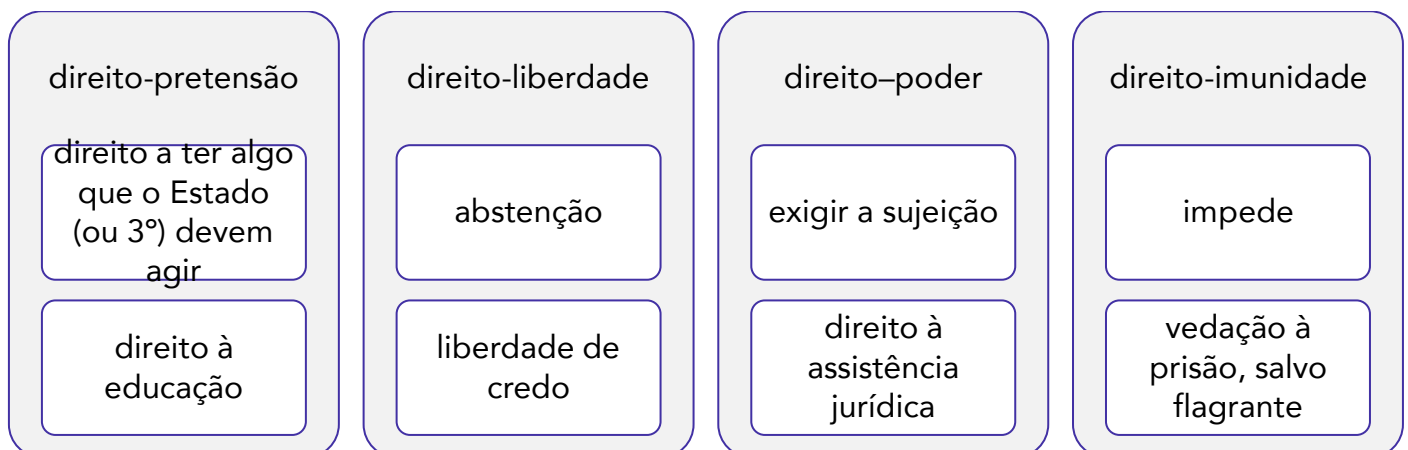 direito-pretensão
direito a ter algo
que o Estado
(ou 3º) devem
agir
direito à
educação
direito-liberdade
abstenção
liberdade de
credo
direito–poder
exigir a sujeição
direito à
assistência
jurídica
direito-imunidade
impede
vedação à
prisão, salvo
flagrante